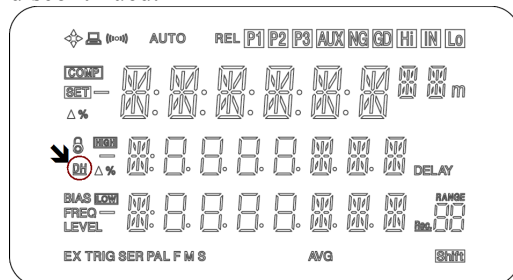 AUTO REL P1 P2 P3 AUX NG GD Hi IN Lo
COMP
SET m
△ %
HIGH
DH △ % DELAY
BIAS LOW RANGE
FREQ
LEVEL Rec.
EX TRIG SER PAL F M S AVG Shift